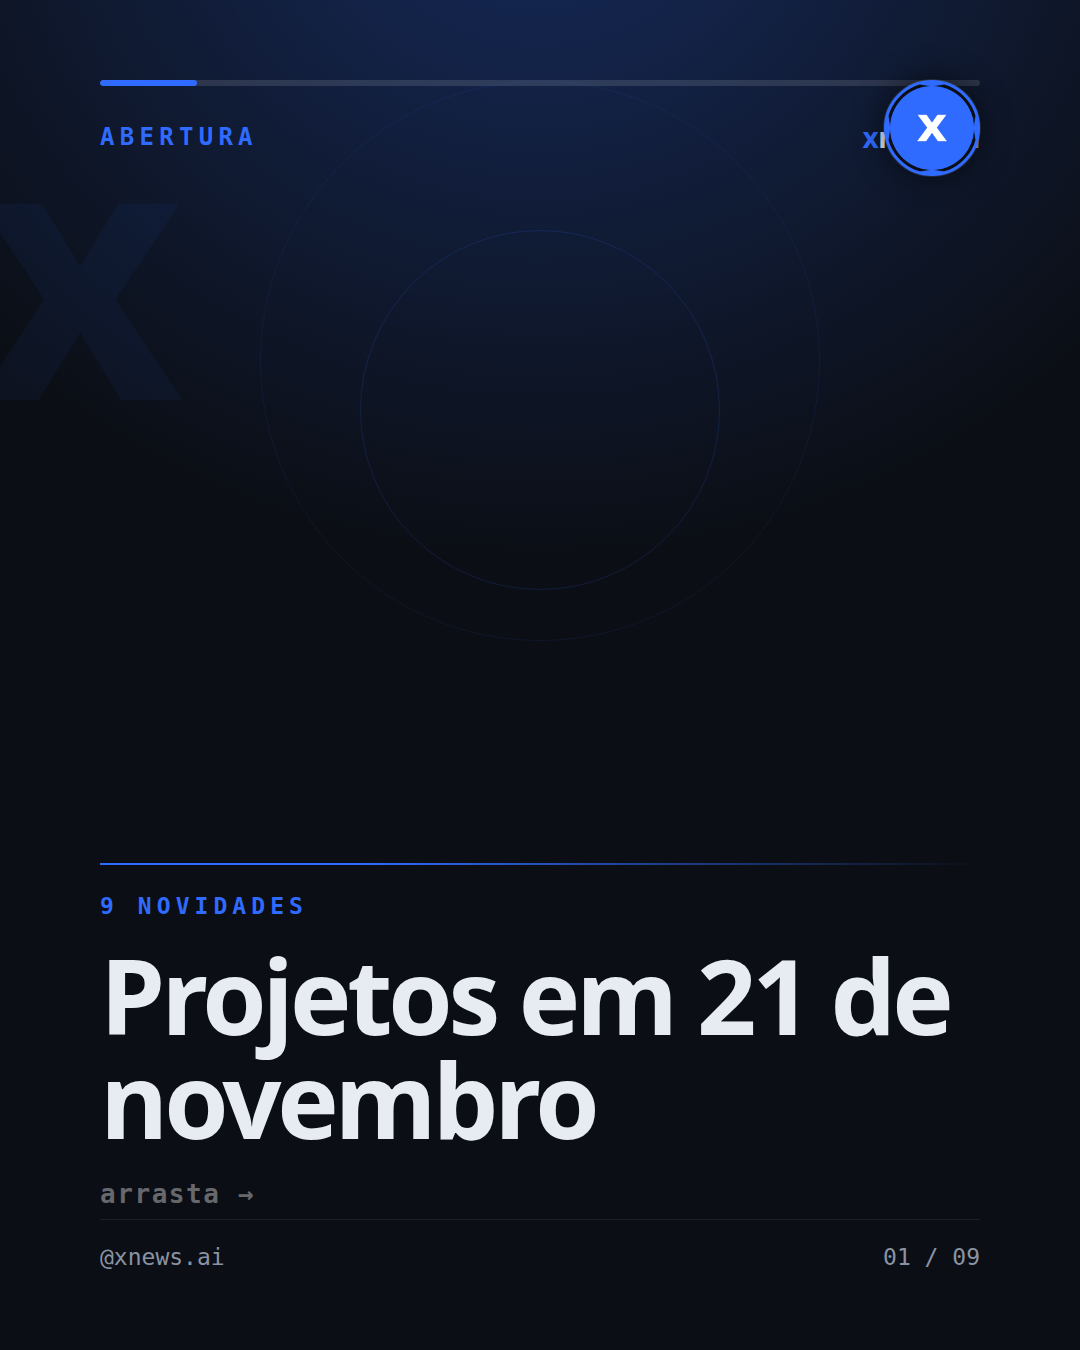 ABERTURA
x
x
9 NOVIDADES
Projetos em 21 de
novembro
arrasta →
@xnews.ai
01 / 09